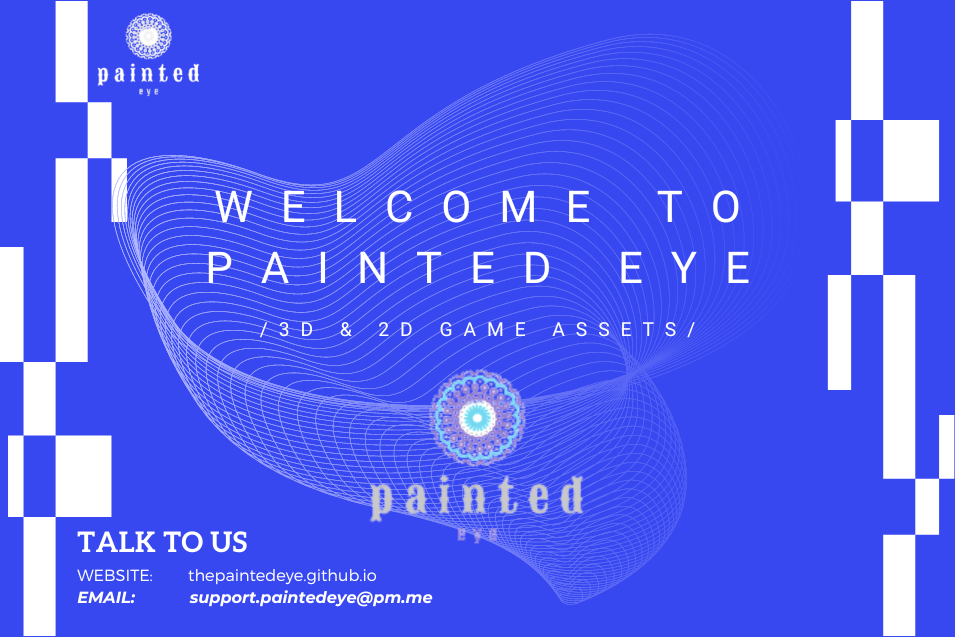 painted
eye
WELCOME TO
PAINTED EYE
/3D & 2D GAME ASSETS/
painted
eye
TALK TO US
WEBSITE: thepaintedeye.github.io
EMAIL: support.paintedeye@pm.me